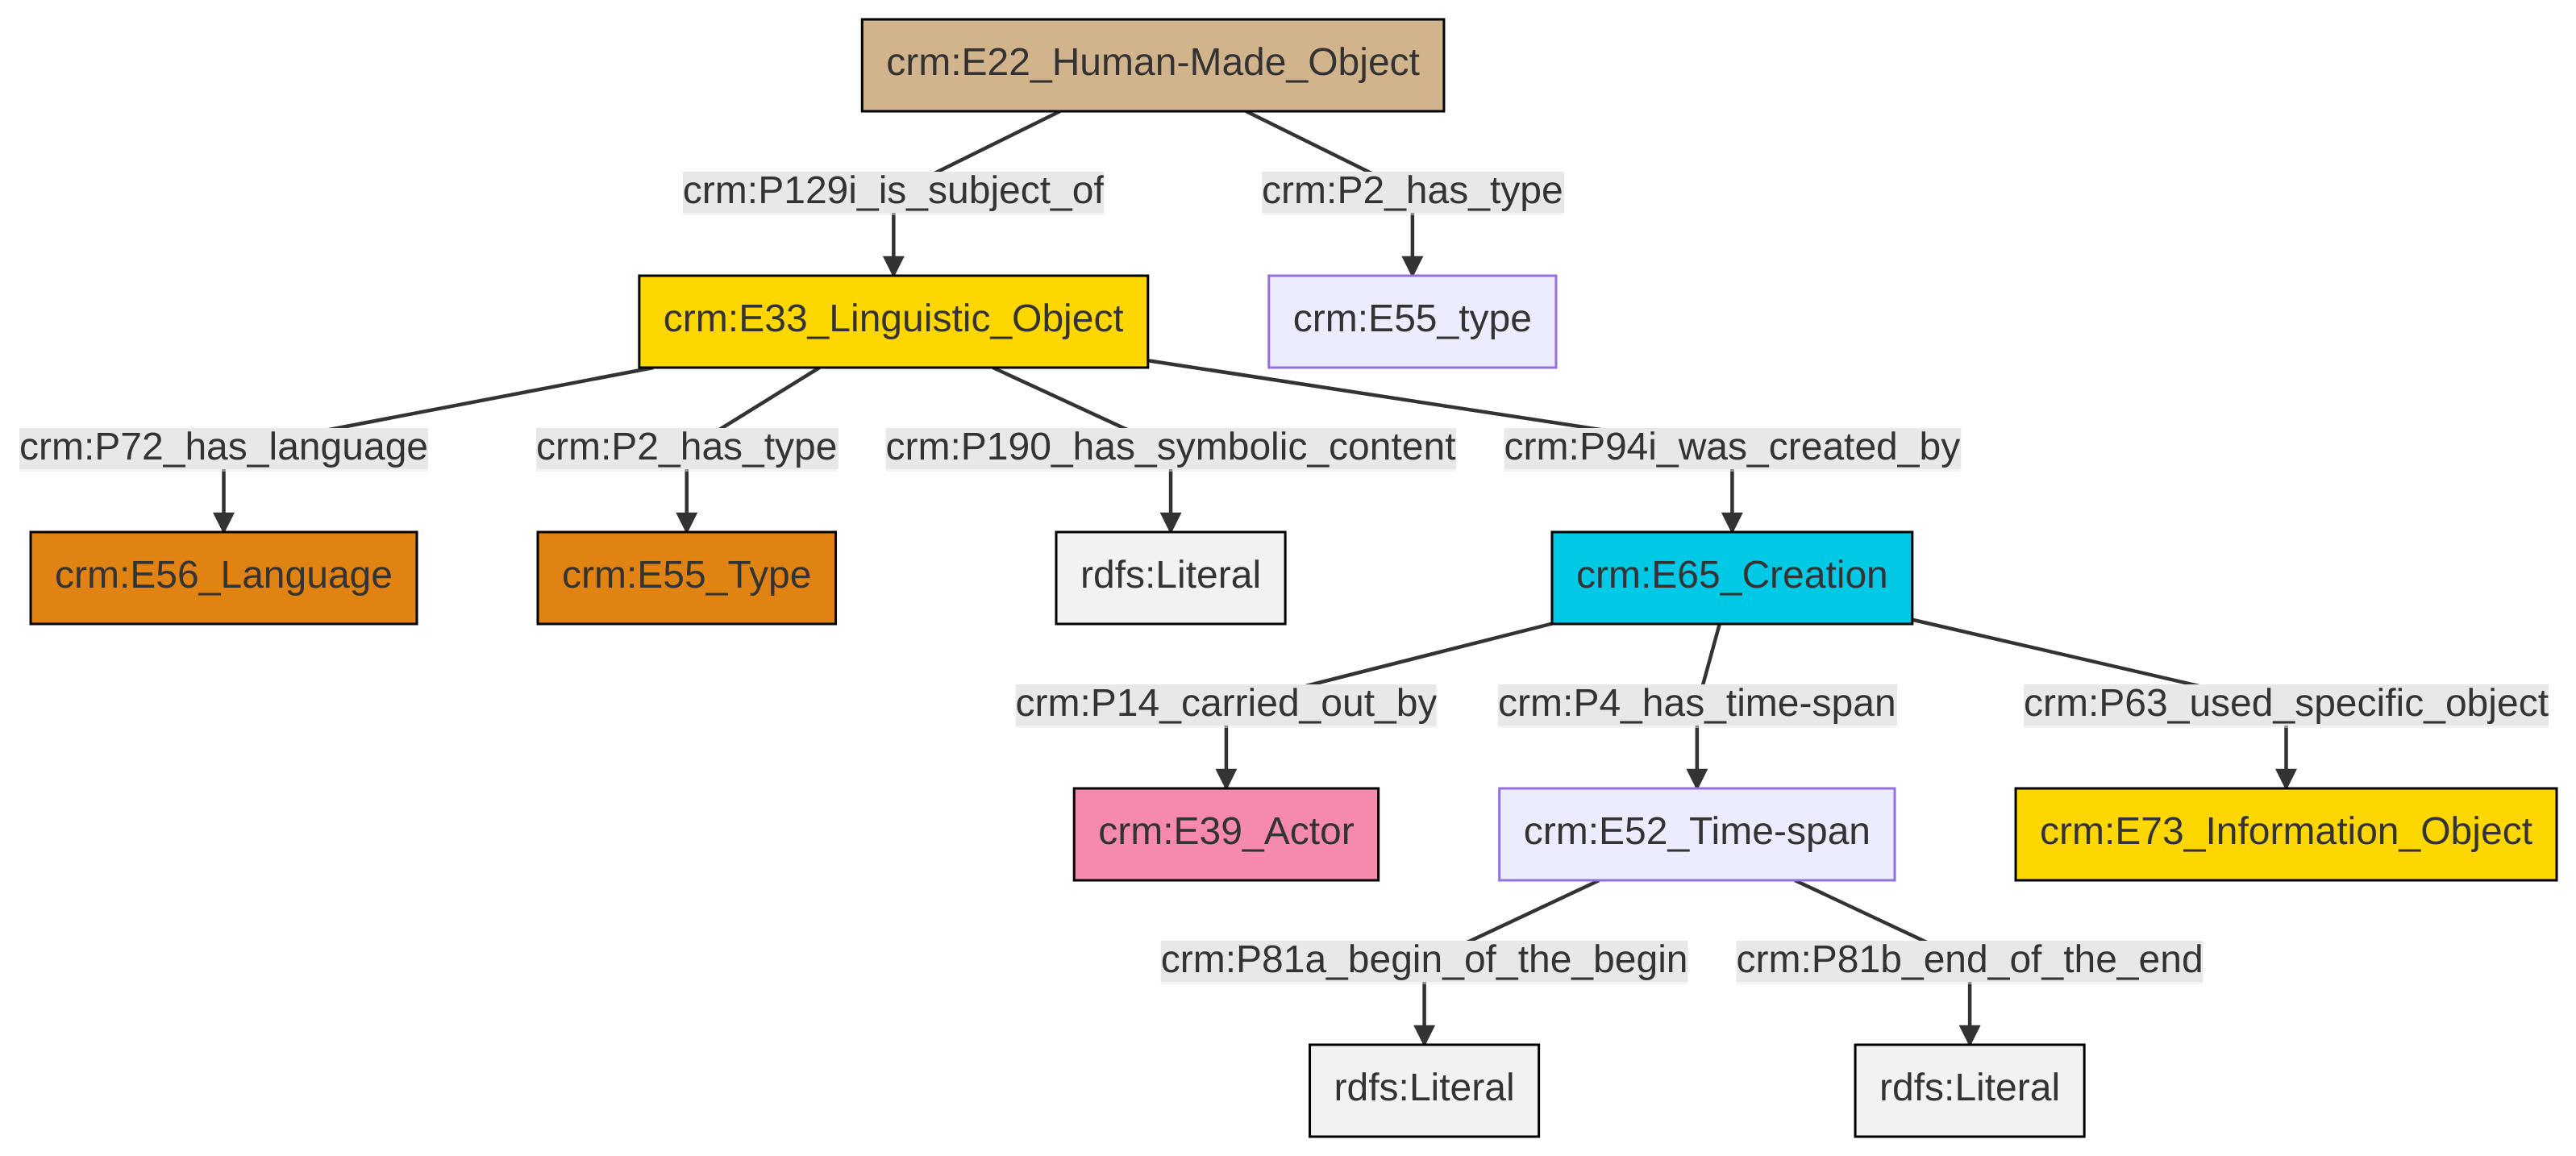 crm:E22_Human-Made_Object
crm:P129i_is_subject_of
crm:P2_has_type
crm:E33_Linguistic_Object
crm:E55_type
crm:P72_has_language
crm:P2_has_type
crm:P190_has_symbolic_content
crm:P94i_was_created_by
crm:E56_Language
crm:E55_Type
rdfs:Literal
crm:E65_Creation
crm:P14_carried_out_by
crm:P4_has_time-span
crm:P63_used_specific_object
crm:E39_Actor
crm:E52_Time-span
crm:E73_Information_Object
crm:P81a_begin_of_the_begin
crm:P81b_end_of_the_end
rdfs:Literal
rdfs:Literal